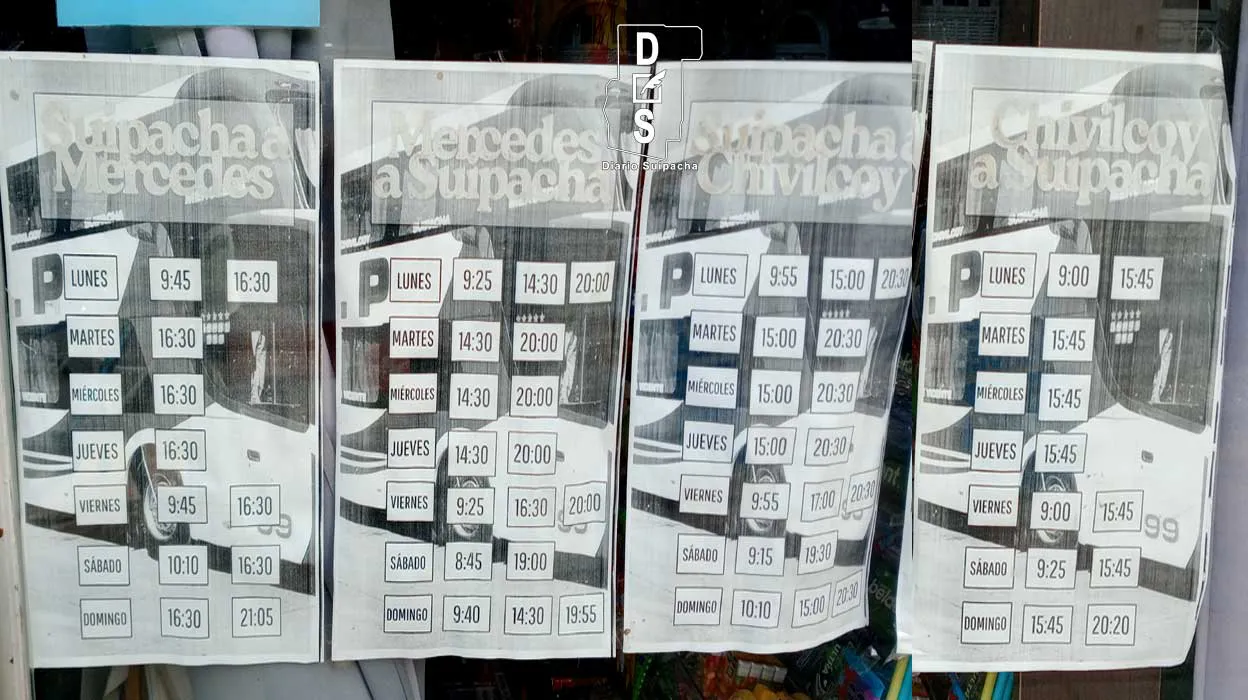 D
S
Diario Suipacha
Suipacha a
Mercedes
P
LUNES 9:45 16:30
MARTES 16:30
MIÉRCOLES 16:30
JUEVES 16:30
VIERNES 9:45 16:30
99
SÁBADO 10:10 16:30
DOMINGO 16:30 21:05
Mercedes
a Suipacha
P
LUNES 9:25 14:30 20:00
MARTES 14:30 20:00
MIÉRCOLES 14:30 20:00
JUEVES 14:30 20:00
VIERNES 9:25 16:30 20:00
SÁBADO 8:45 19:00
DOMINGO 9:40 14:30 19:55
Suipacha a
Chivilcoy
P
LUNES 9:55 15:00 20:30
MARTES 15:00 20:30
MIÉRCOLES 15:00 20:30
JUEVES 15:00 20:30
VIERNES 9:55 17:00 20:30
SÁBADO 9:15 19:30
DOMINGO 10:10 15:00 20:30
Chivilcoy
a Suipacha
P
LUNES 9:00 15:45
MARTES 15:45
MIÉRCOLES 15:45
JUEVES 15:45
VIERNES 9:00 15:45
99
SÁBADO 9:25 15:45
DOMINGO 15:45 20:20